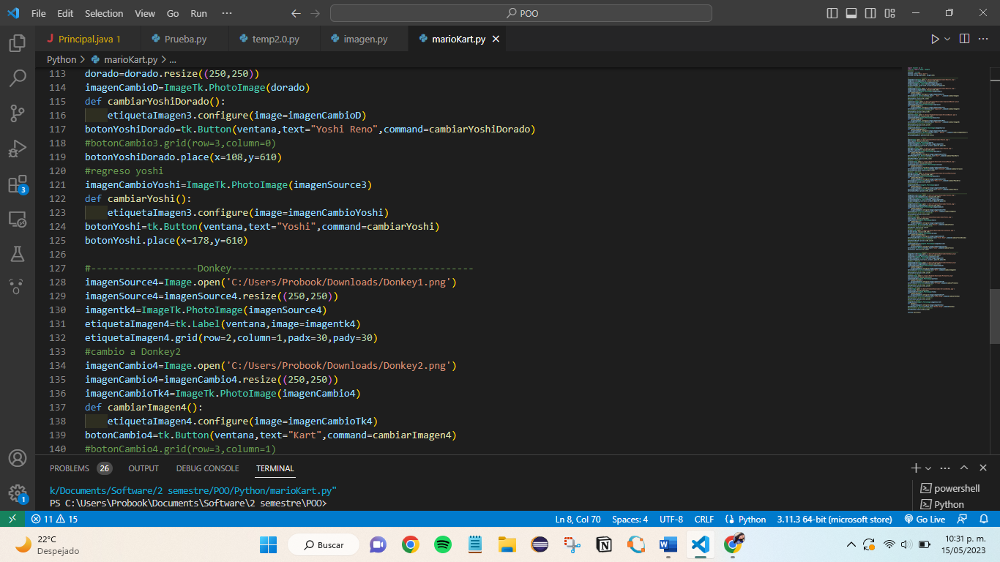 File Edit Selection View Go Run ··· POO
Principal.java 1 Prueba.py temp2.0.py imagen.py marioKart.py
Python > marioKart.py > ...
113 dorado=dorado.resize((250,250))
114 imagenCambioD=ImageTk.PhotoImage(dorado)
115 def cambiarYoshiDorado():
116 etiquetaImagen3.configure(image=imagenCambioD)
117 botonYoshiDorado=tk.Button(ventana,text="Yoshi Reno",command=cambiarYoshiDorado)
118 #botonCambio3.grid(row=3,column=0)
119 botonYoshiDorado.place(x=108,y=610)
120 #regreso yoshi
121 imagenCambioYoshi=ImageTk.PhotoImage(imagenSource3)
122 def cambiarYoshi():
123 etiquetaImagen3.configure(image=imagenCambioYoshi)
124 botonYoshi=tk.Button(ventana,text="Yoshi",command=cambiarYoshi)
125 botonYoshi.place(x=178,y=610)
126
127 #-------------------Donkey-------------------------------------------
128 imagenSource4=Image.open('C:/Users/Probook/Downloads/Donkey1.png')
129 imagenSource4=imagenSource4.resize((250,250))
130 imagentk4=ImageTk.PhotoImage(imagenSource4)
131 etiquetaImagen4=tk.Label(ventana,image=imagentk4)
132 etiquetaImagen4.grid(row=2,column=1,padx=30,pady=30)
133 #cambio a Donkey2
134 imagenCambio4=Image.open('C:/Users/Probook/Downloads/Donkey2.png')
135 imagenCambio4=imagenCambio4.resize((250,250))
136 imagenCambioTk4=ImageTk.PhotoImage(imagenCambio4)
137 def cambiarImagen4():
138 etiquetaImagen4.configure(image=imagenCambioTk4)
139 botonCambio4=tk.Button(ventana,text="Kart",command=cambiarImagen4)
140 #botonCambio4.grid(row=3,column=1)
3
1
PROBLEMS 26 OUTPUT DEBUG CONSOLE TERMINAL
k/Documents/Software/2 semestre/POO/Python/marioKart.py"
PS C:\Users\Probook\Documents\Software\2 semestre\POO>
powershell
Python
11 15 Ln 8, Col 70 Spaces: 4 UTF-8 CRLF Python 3.11.3 64-bit (microsoft store) Go Live
22°C
Despejado
Buscar
10:31 p. m.
15/05/2023